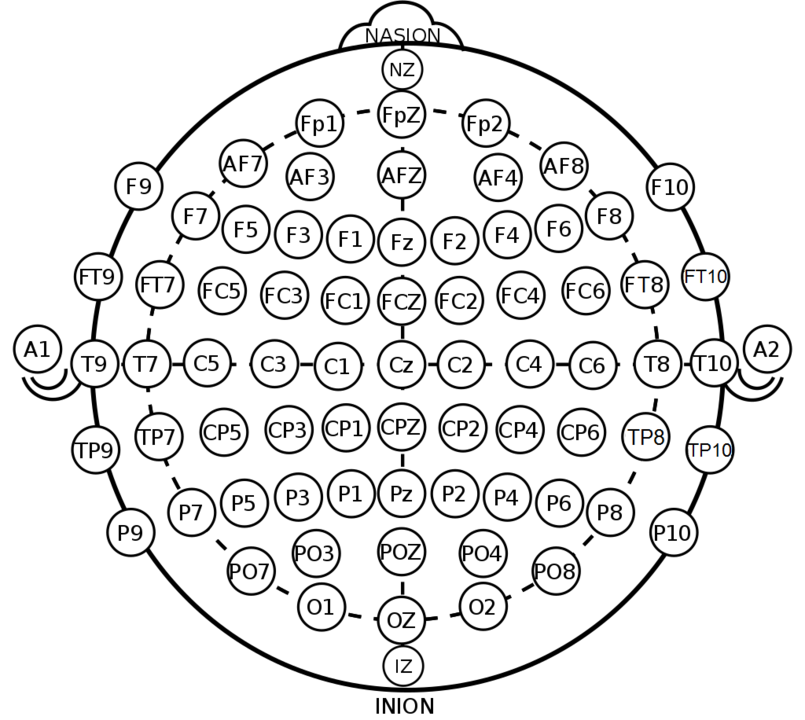 NASION
NZ
Fp1 FpZ Fp2
AF7 AF3 AFZ AF4 AF8
F9 F7 F5 F3 F1 Fz F2 F4 F6 F8 F10
FT9 FT7 FC5 FC3 FC1 FCZ FC2 FC4 FC6 FT8 FT10
A1 T9 T7 C5 C3 C1 Cz C2 C4 C6 T8 T10 A2
TP9 TP7 CP5 CP3 CP1 CPZ CP2 CP4 CP6 TP8 TP10
P9 P7 P5 P3 P1 Pz P2 P4 P6 P8 P10
PO7 PO3 POZ PO4 PO8
O1 OZ O2
IZ
INION